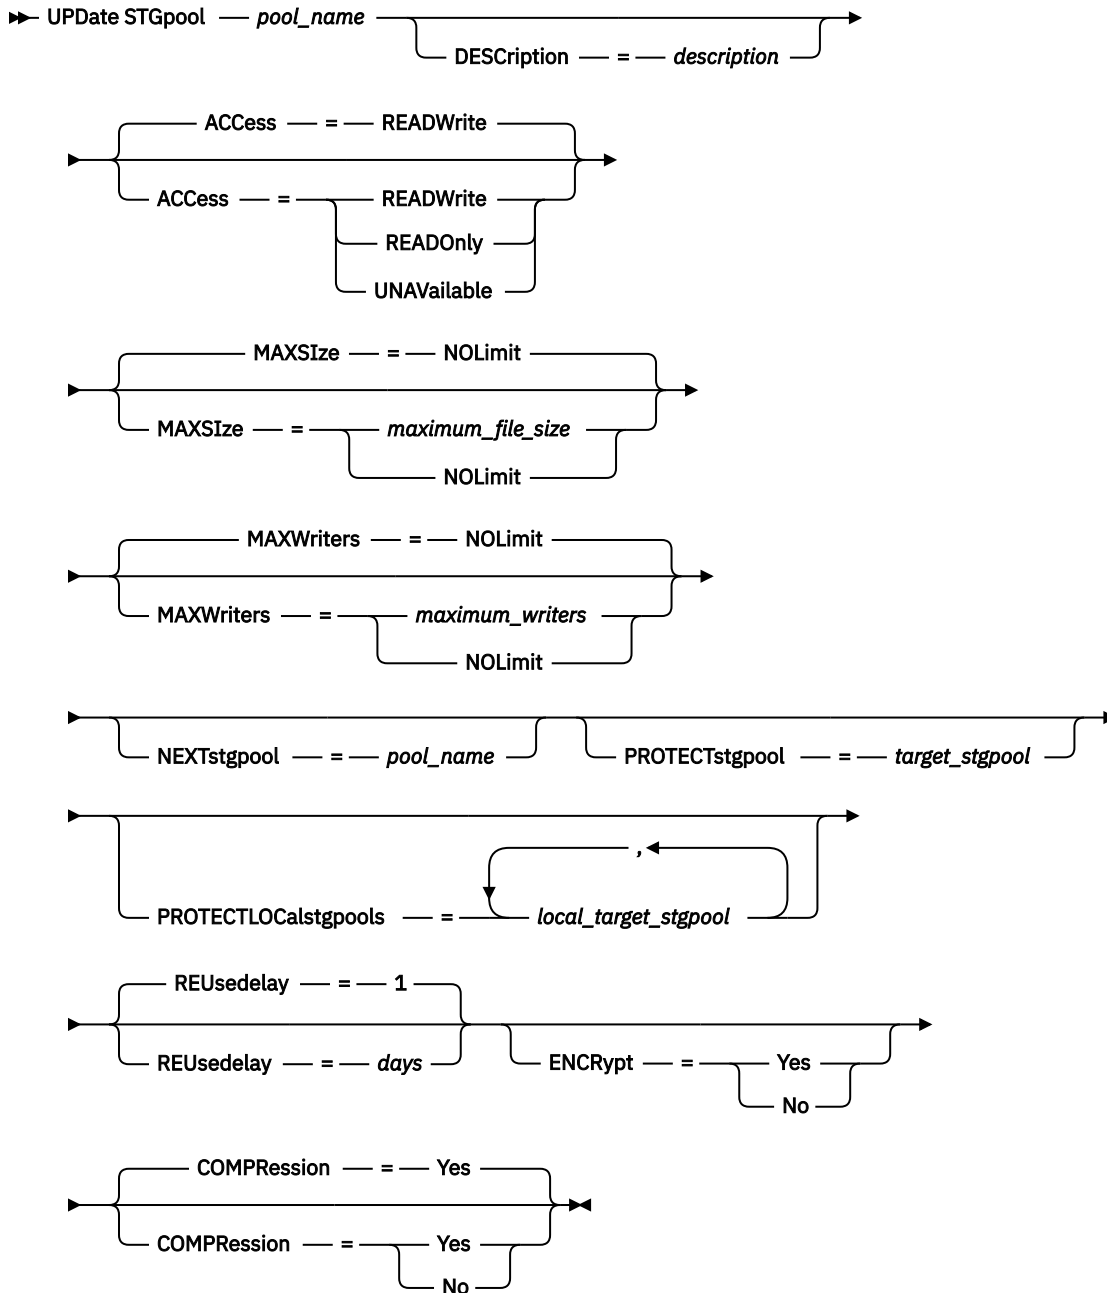 UPDate STGpool pool_name
DESCription = description
ACCess = READWrite
ACCess = READWrite
READOnly
UNAVailable
MAXSIze = NOLimit
MAXSIze = maximum_file_size
NOLimit
MAXWriters = NOLimit
MAXWriters = maximum_writers
NOLimit
NEXTstgpool = pool_name PROTECTstgpool = target_stgpool
,
PROTECTLOCalstgpools = local_target_stgpool
REUsedelay = 1
REUsedelay = days ENCRypt = Yes
No
COMPRession = Yes
COMPRession = Yes
No